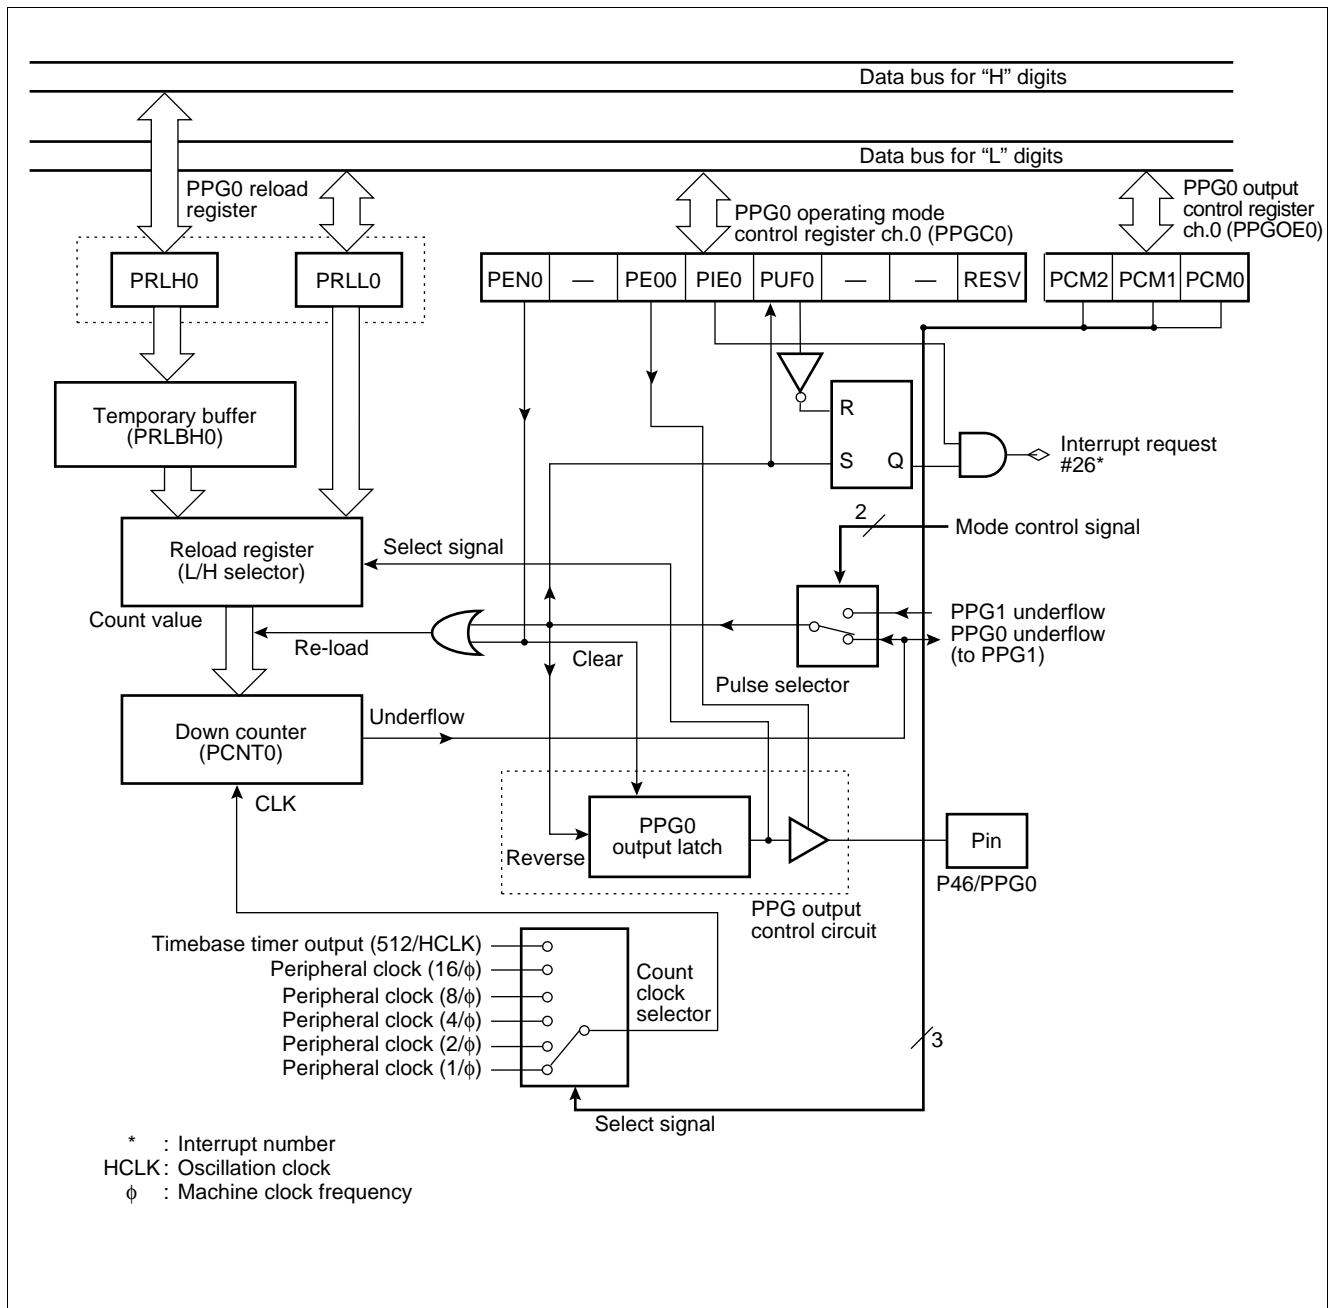 Data bus for “H” digits
Data bus for “L” digits
PPG0 reload
register
PPG0 operating mode
control register ch.0 (PPGC0)
PPG0 output
control register
ch.0 (PPGOE0)
PRLH0
PRLL0
PEN0 — PE00 PIE0 PUF0 — — RESV
PCM2 PCM1 PCM0
Temporary buffer
(PRLBH0)
R
S Q
Interrupt request
#26*
Reload register
(L/H selector)
Select signal
2
Mode control signal
Count value
Re-load
Clear
PPG1 underflow
PPG0 underflow
(to PPG1)
Pulse selector
Down counter
(PCNT0)
Underflow
CLK
PPG0
output latch
Reverse
Pin
P46/PPG0
PPG output
control circuit
Timebase timer output (512/HCLK)
Peripheral clock (16/ϕ)
Peripheral clock (8/ϕ)
Peripheral clock (4/ϕ)
Peripheral clock (2/ϕ)
Peripheral clock (1/ϕ)
Count
clock
selector
3
Select signal
* : Interrupt number
HCLK : Oscillation clock
ϕ : Machine clock frequency